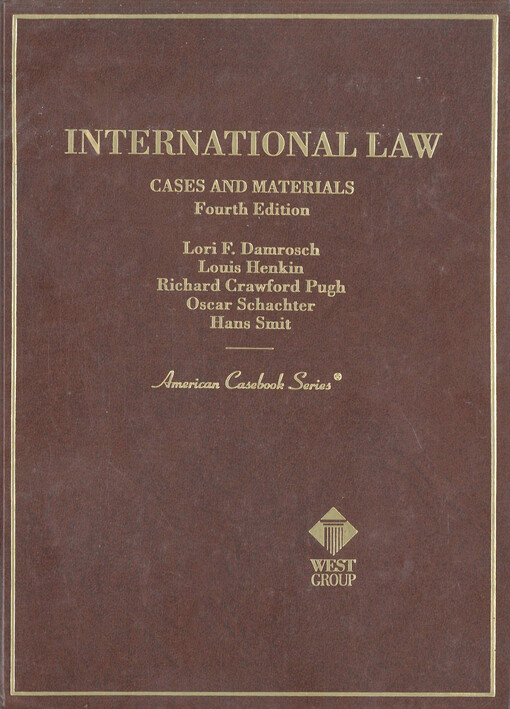 INTERNATIONAL LAW
CASES AND MATERIALS
Fourth Edition
Lori F. Damrosch
Louis Henkin
Richard Crawford Pugh
Oscar Schachter
Hans Smit
American Casebook Series®
WEST
GROUP